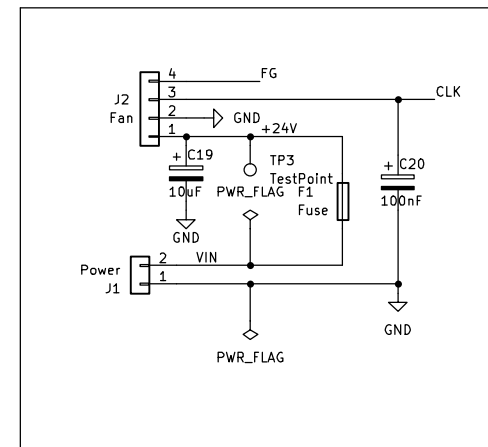 4
FG
J2
3
CLK
Fan
2
GND
1
+24V
+
C19
TP3
TestPoint
+
C20
10uF
PWR_FLAG
F1
Fuse
100nF
GND
Power
2
VIN
J1
1
GND
PWR_FLAG